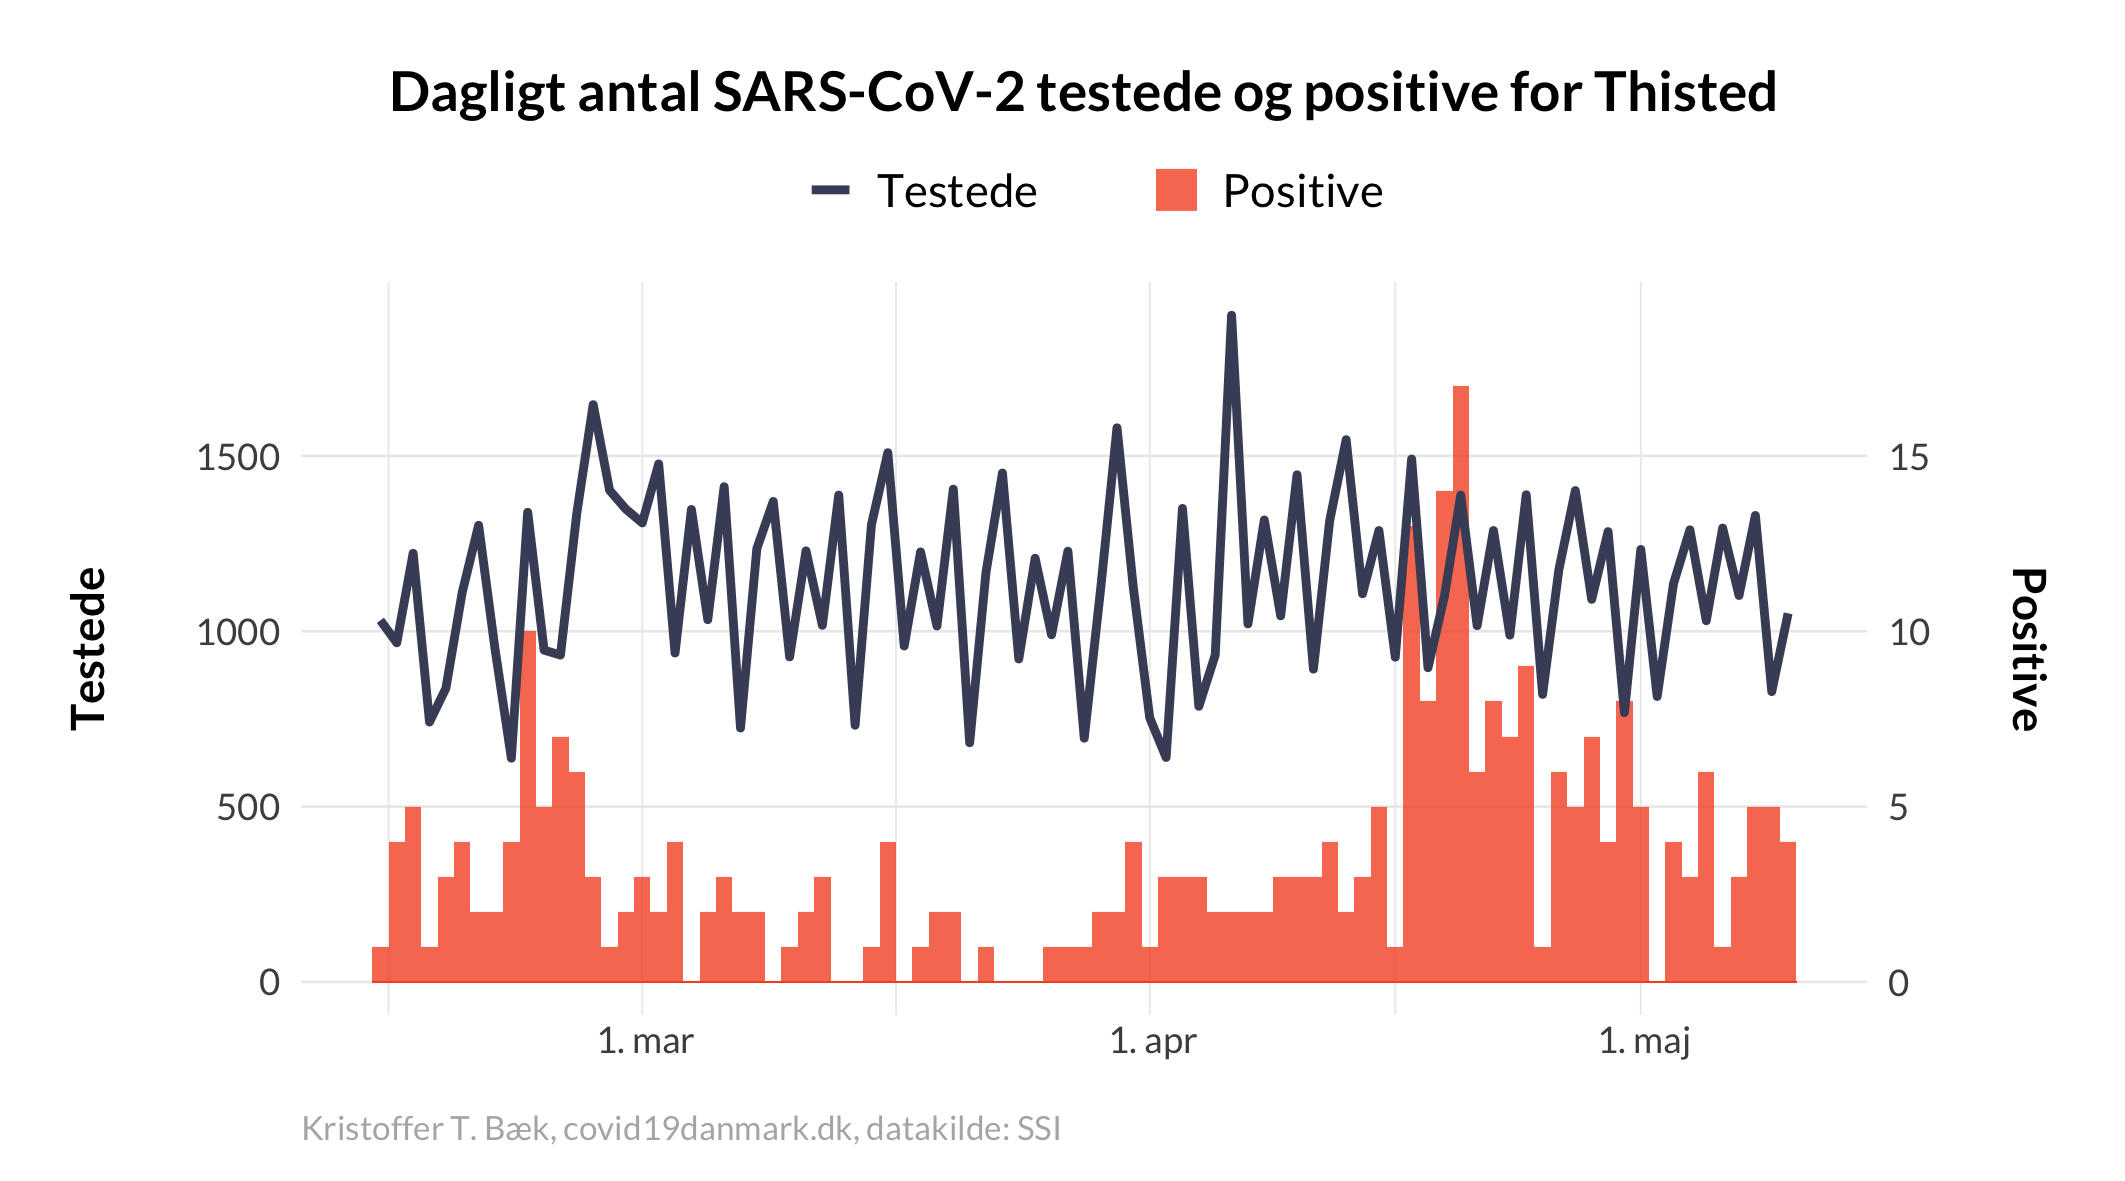 Dagligt antal SARS-CoV-2 testede og positive for Thisted
Testede Positive
1500 15
1000 10
500 5
0 0
Testede
Positive
1. mar 1. apr 1. maj
Kristoffer T. Bæk, covid19danmark.dk, datakilde: SSI